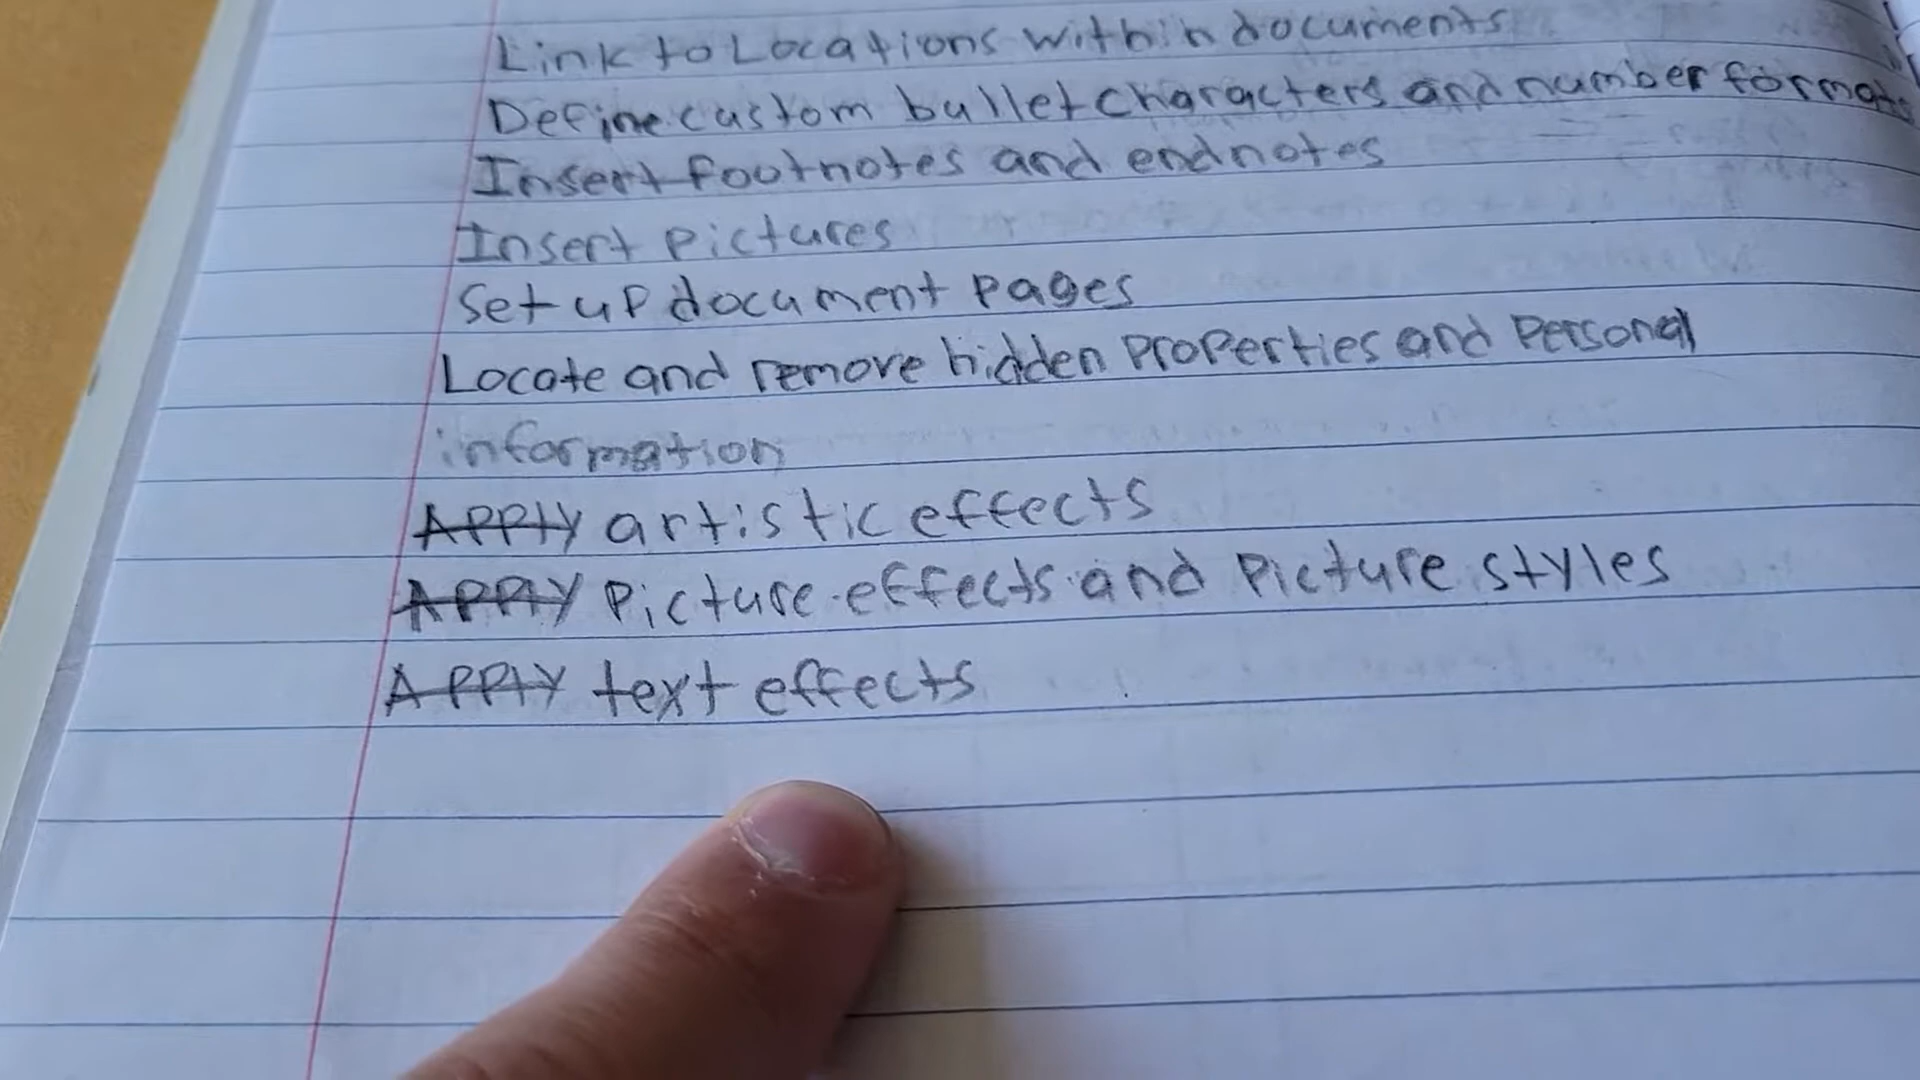 Link to Locations within documents
Define custom bullet characters and number formats
Insert footnotes and endnotes
Insert pictures
Set up document pages
Locate and remove hidden properties and personal
information
APPLY artistic effects
APPLY Picture effects and Picture styles
APPLY text effects